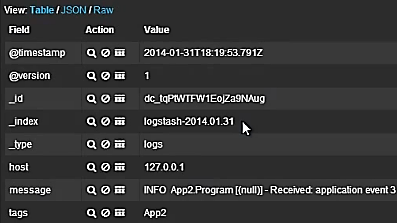 View: Table / JSON / Raw
Field Action Value
@timestamp 2014-01-31T18:19:53.791Z
@version 1
_id dc_tqPtWTFW1EojZa9NAug
_index logstash-2014.01.31
_type logs
host 127.0.0.1
message INFO App2.Program [(null)] - Received: application event 3
tags App2